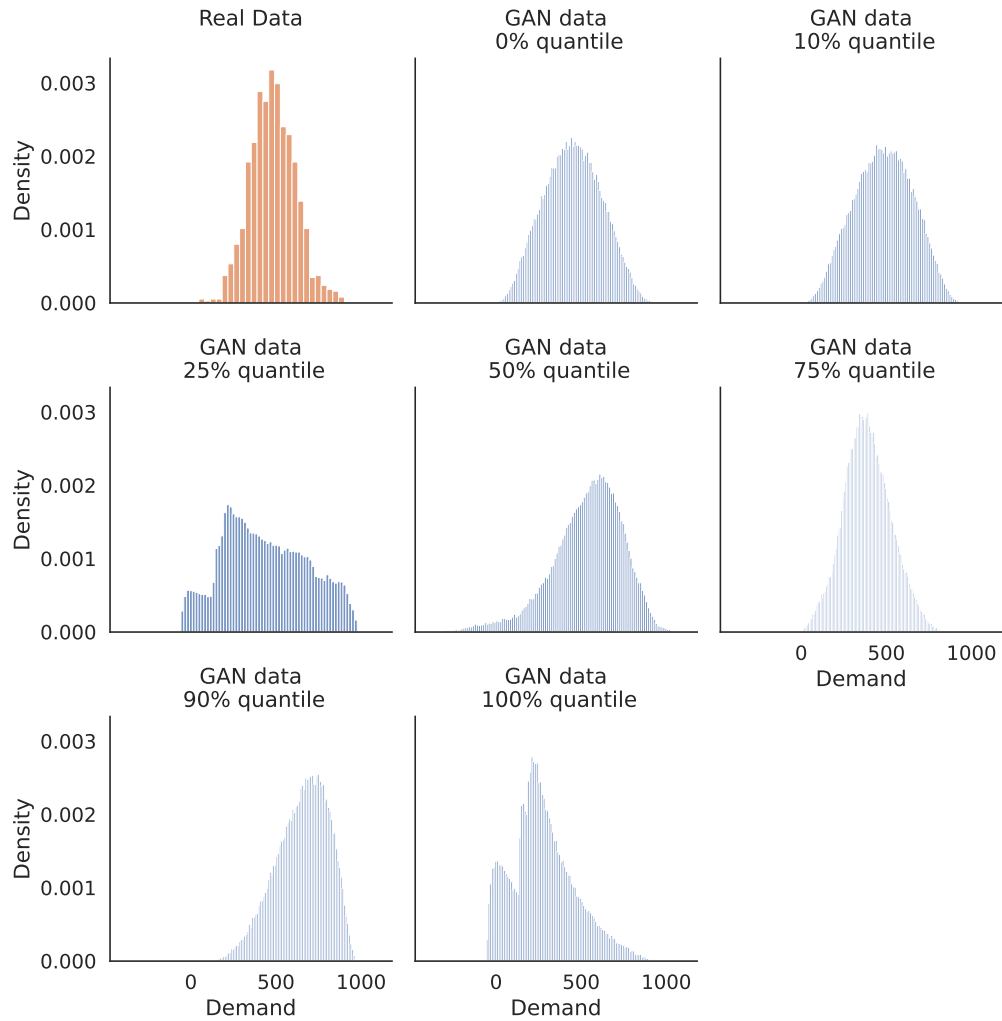 Real Data
GAN data
0% quantile
GAN data
10% quantile
Density
0.003
0.002
0.001
0.000
GAN data
25% quantile
GAN data
50% quantile
GAN data
75% quantile
Density
0.003
0.002
0.001
0.000
0 500 1000
Demand
GAN data
90% quantile
GAN data
100% quantile
Density
0.003
0.002
0.001
0.000
0 500 1000
Demand
0 500 1000
Demand